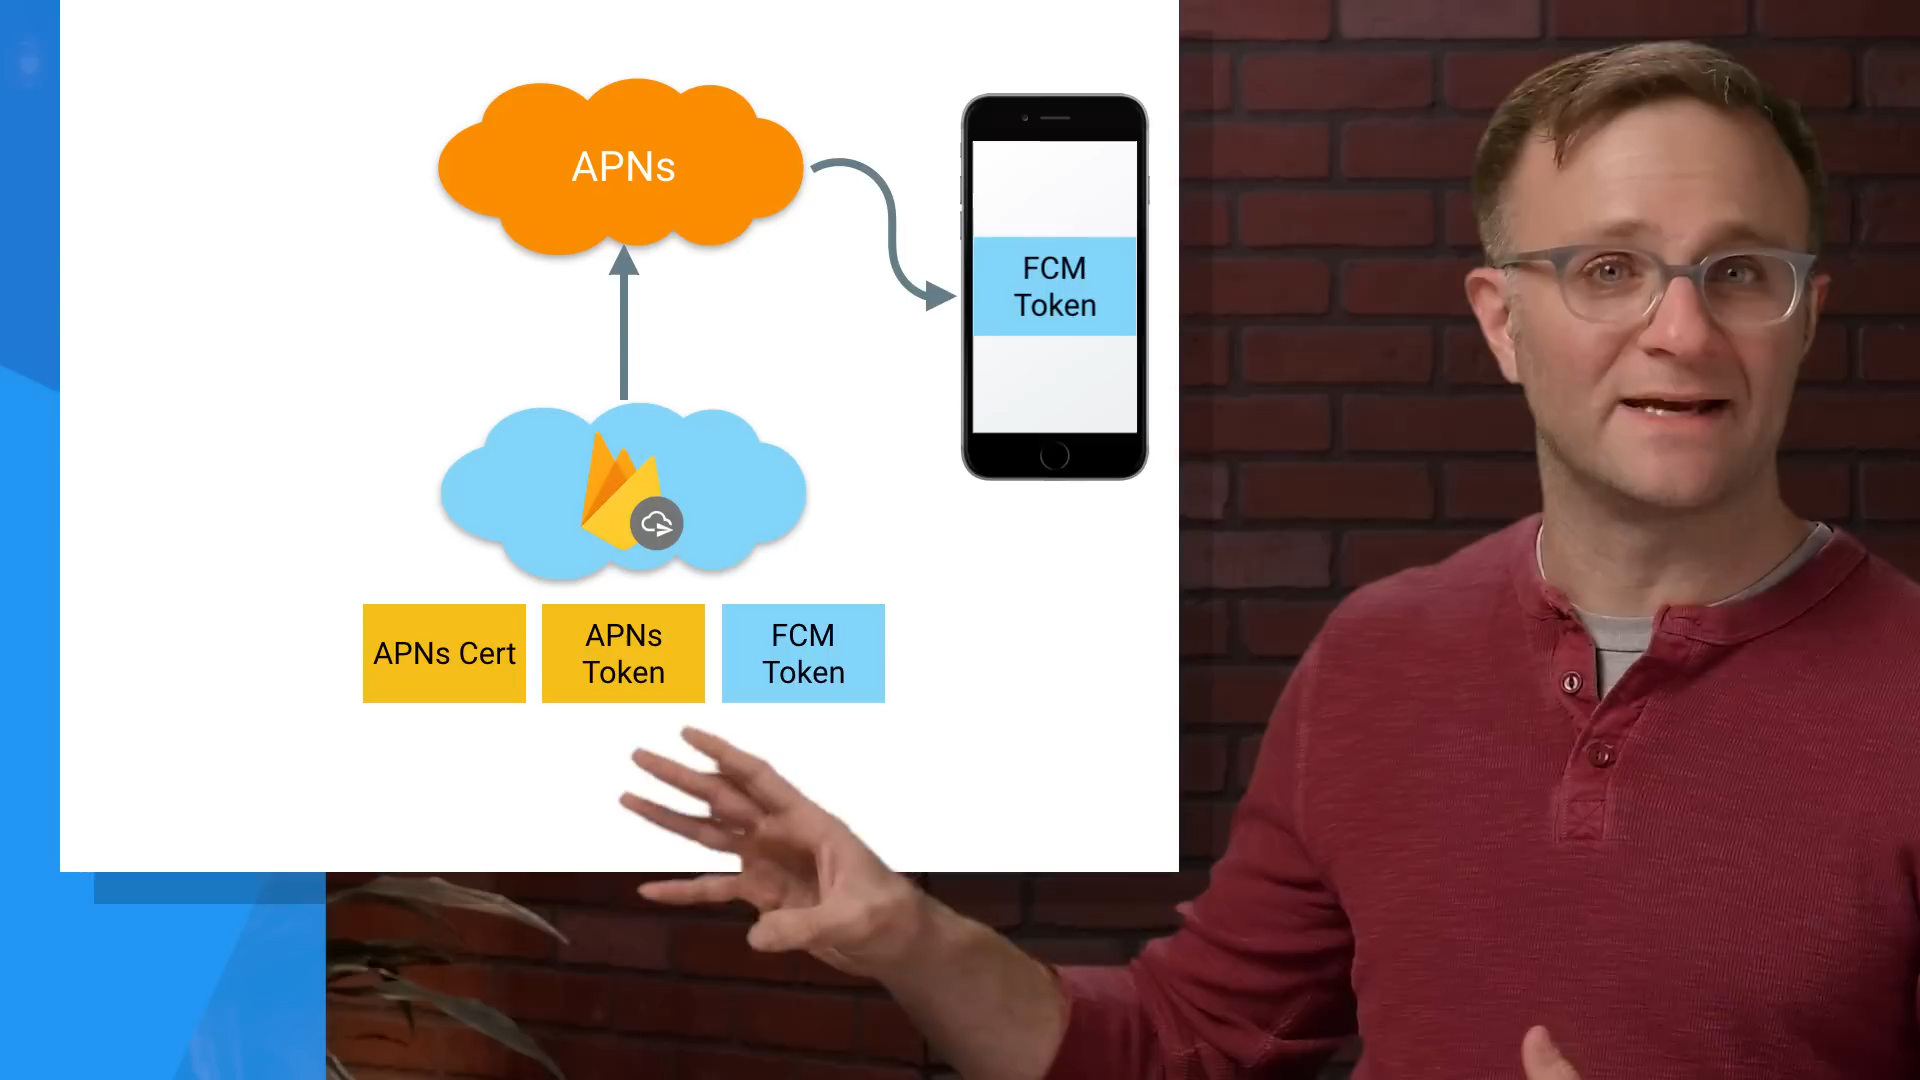 APNs
FCM
Token
APNs Cert
APNs
Token
FCM
Token